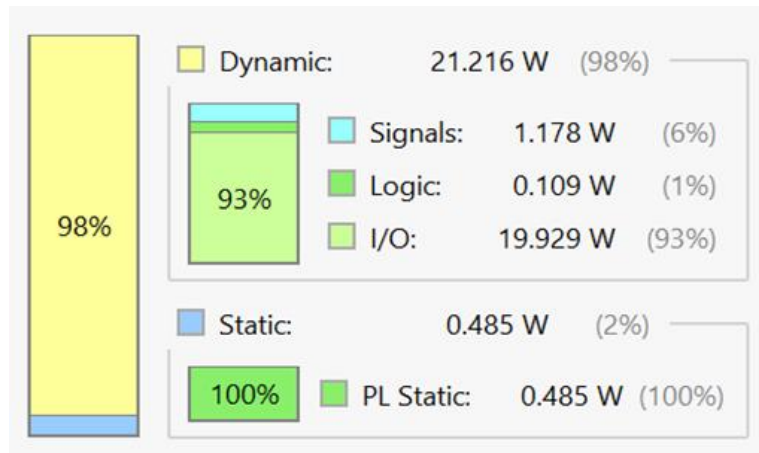 Dynamic: 21.216 W (98%)
Signals: 1.178 W (6%)
Logic: 0.109 W (1%)
93%
I/O: 19.929 W (93%)
98%
Static: 0.485 W (2%)
100% PL Static: 0.485 W (100%)